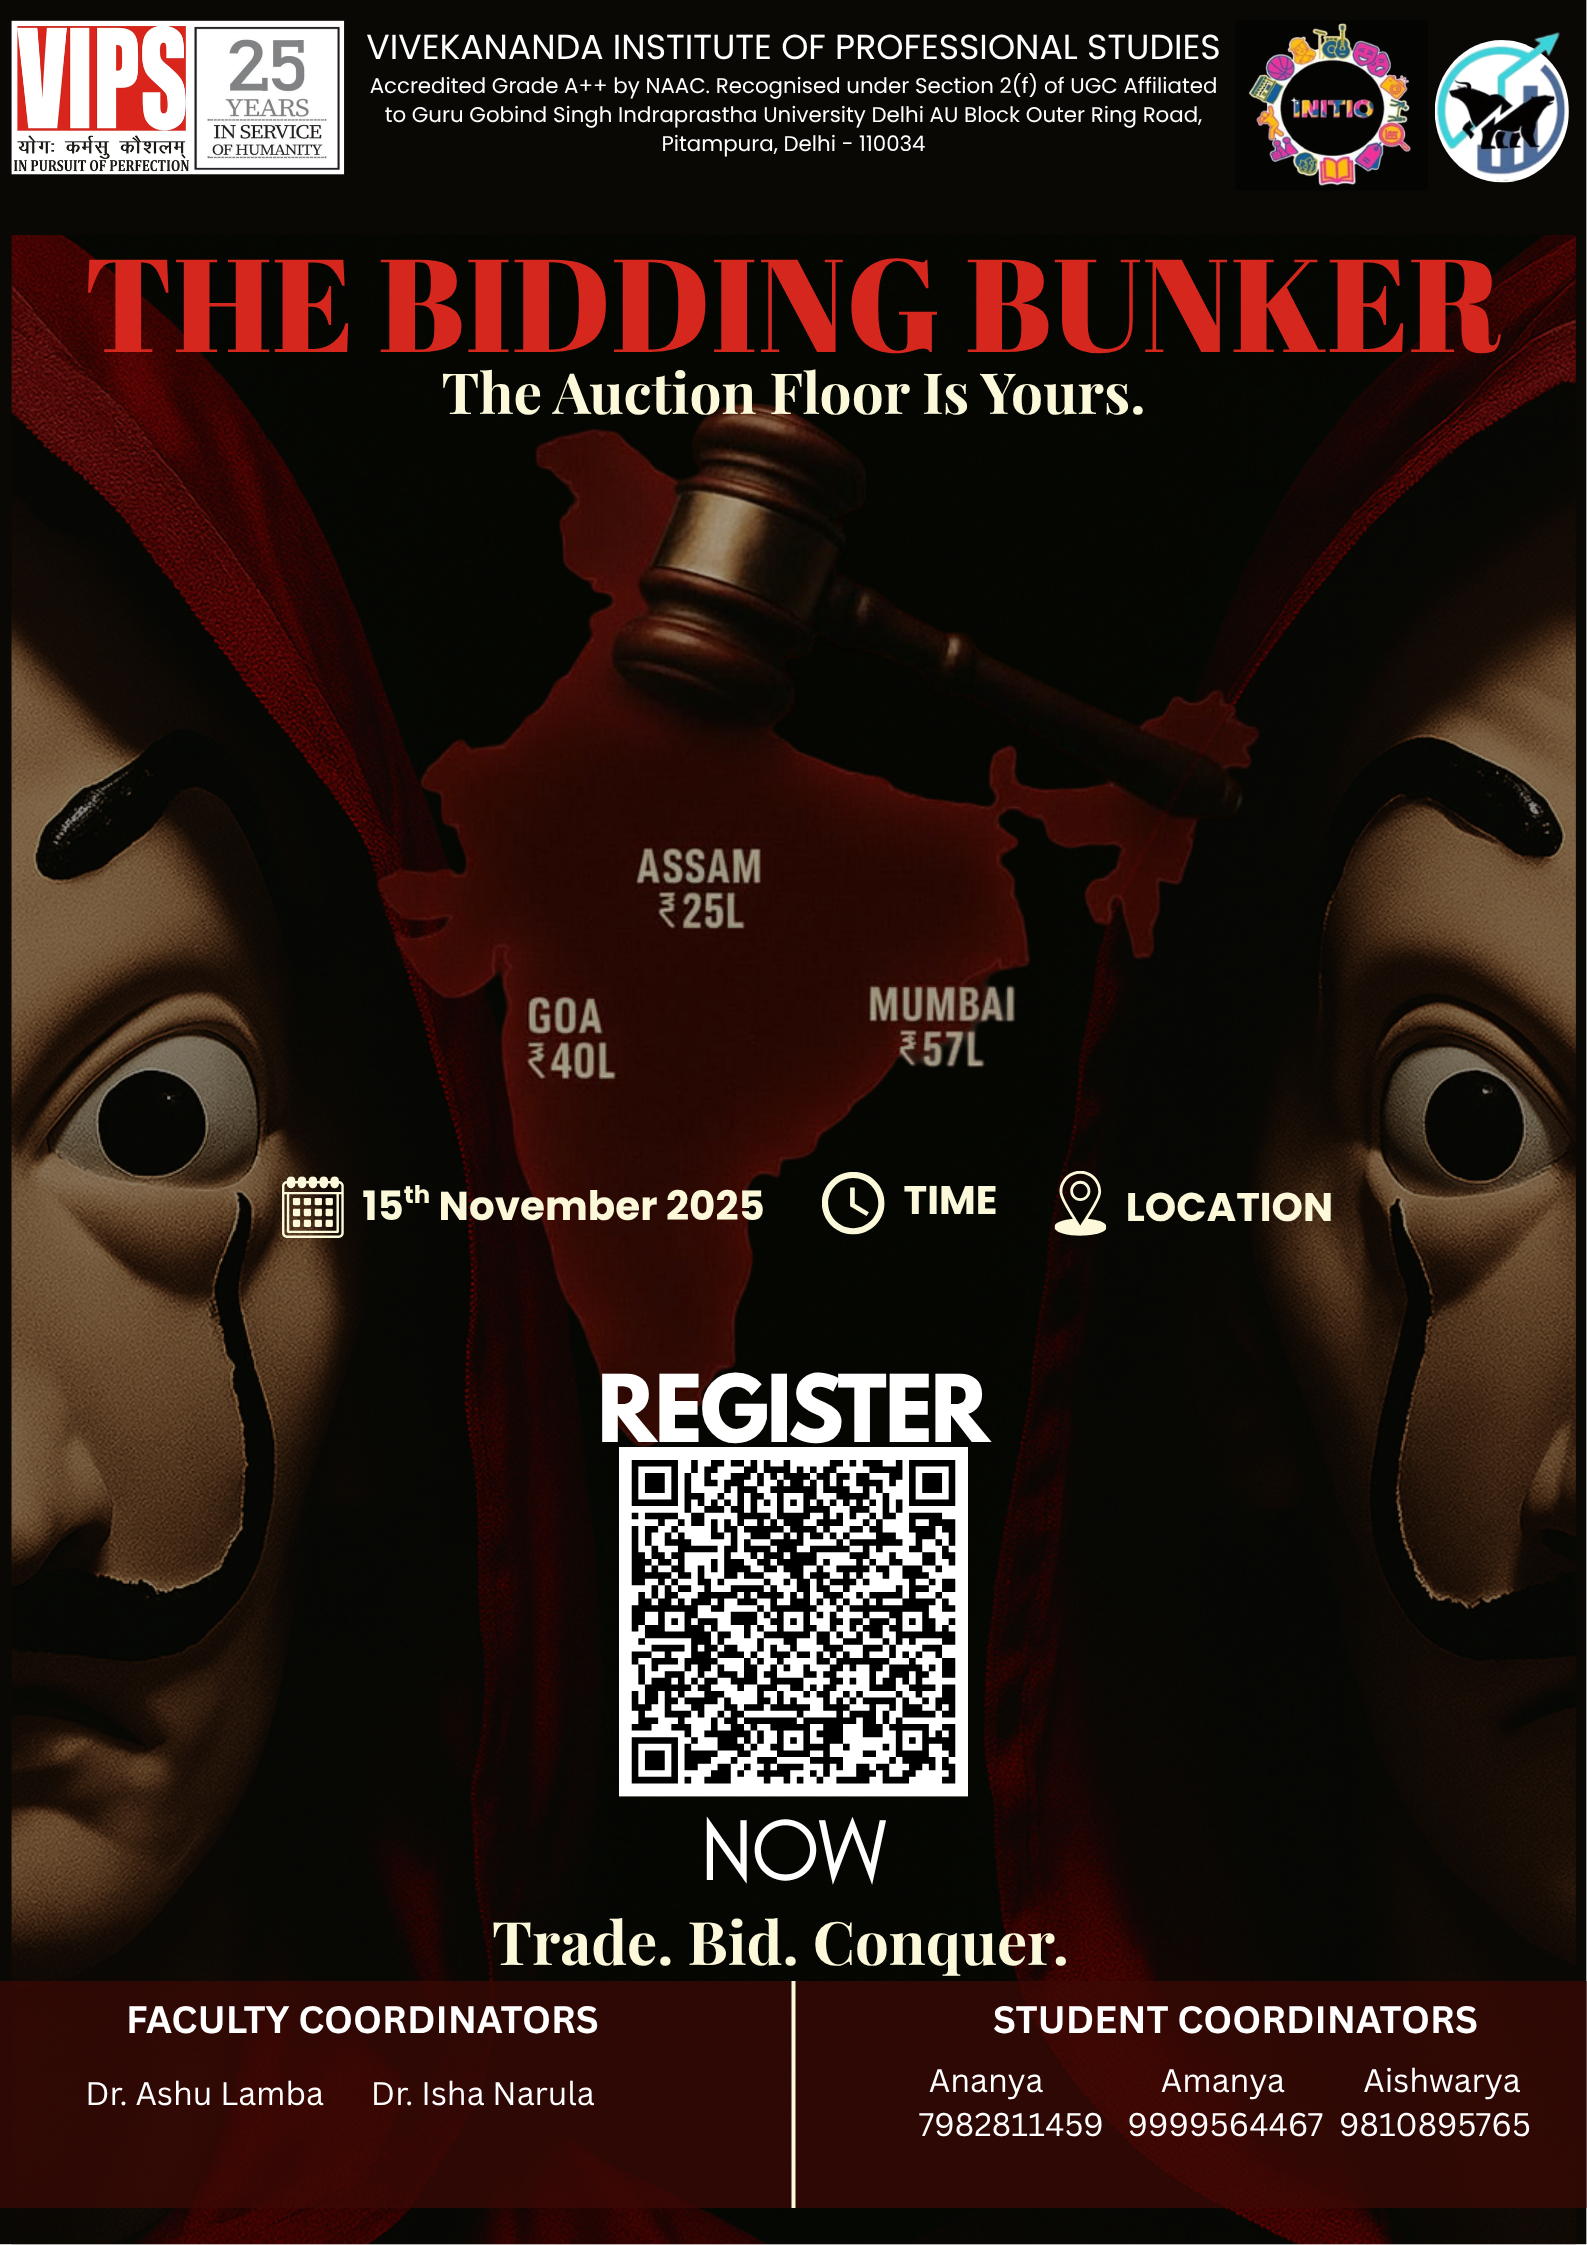 VIPS
योगः कर्मसु कौशलम्
IN PURSUIT OF PERFECTION
25
YEARS
IN SERVICE
OF HUMANITY
VIVEKANANDA INSTITUTE OF PROFESSIONAL STUDIES
Accredited Grade A++ by NAAC. Recognised under Section 2(f) of UGC Affiliated
to Guru Gobind Singh Indraprastha University Delhi AU Block Outer Ring Road,
Pitampura, Delhi - 110034
iNITIO
THE BIDDING BUNKER
The Auction Floor Is Yours.
ASSAM
₹25L
GOA
₹40L
MUMBAI
₹57L
15th November 2025
TIME
LOCATION
REGISTER
NOW
Trade. Bid. Conquer.
FACULTY COORDINATORS
Dr. Ashu Lamba Dr. Isha Narula
STUDENT COORDINATORS
Ananya Amanya Aishwarya
7982811459 9999564467 9810895765